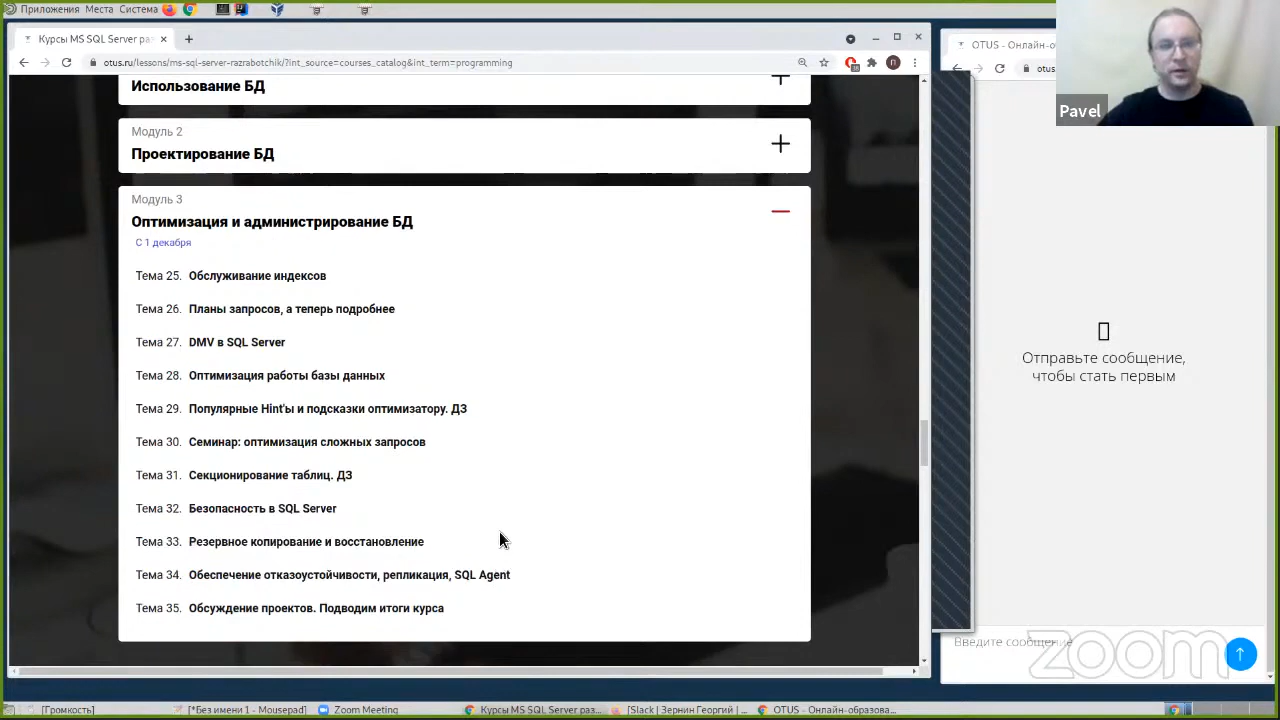 Приложения Места Система
Курсы MS SQL Server ра
otus.ru/lessons/ms-sql-server-razrabotchik/?int_source=courses_catalog&int_term=programming
П
Использование БД
Модуль 2
Проектирование БД
Модуль 3
Оптимизация и администрирование БД
С 1 декабря
Тема 25. Обслуживание индексов
Тема 26. Планы запросов, а теперь подробнее
Тема 27. DMV в SQL Server
Тема 28. Оптимизация работы базы данных
Тема 29. Популярные Hint'ы и подсказки оптимизатору. ДЗ
Тема 30. Семинар: оптимизация сложных запросов
Тема 31. Секционирование таблиц. ДЗ
Тема 32. Безопасность в SQL Server
Тема 33. Резервное копирование и восстановление
Тема 34. Обеспечение отказоустойчивости, репликация, SQL Agent
Тема 35. Обсуждение проектов. Подводим итоги курса
OTUS - Онлайн-о
otus
Pavel
Отправьте сообщение,
чтобы стать первым
Введите сообщение
zoom
[Громкость]
[*Без имени 1 - Mousepad]
Zoom Meeting
Курсы MS SQL Server раз...
[Slack | Зернин Георгий | ...
OTUS - Онлайн-образова...